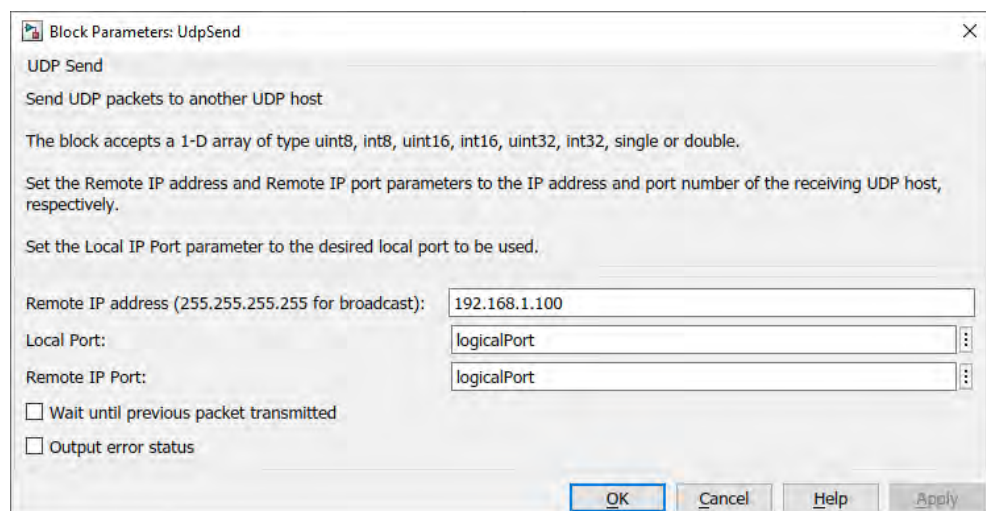 Block Parameters: UdpSend
UDP Send
Send UDP packets to another UDP host
The block accepts a 1-D array of type uint8, int8, uint16, int16, uint32, int32, single or double.
Set the Remote IP address and Remote IP port parameters to the IP address and port number of the receiving UDP host,
respectively.
Set the Local IP Port parameter to the desired local port to be used.
Remote IP address (255.255.255.255 for broadcast): 192.168.1.100
Local Port: logicalPort
Remote IP Port: logicalPort
Wait until previous packet transmitted
Output error status
OK Cancel Help Apply